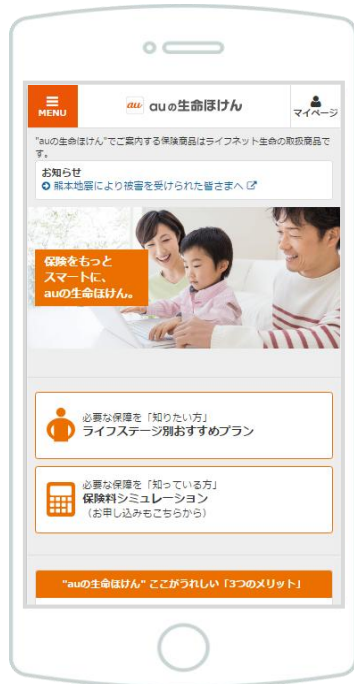 MENU
au auの生命ほけん
マイページ
"auの生命ほけん"でご案内する保険商品はライフネット生命の取扱商品で
す。
お知らせ
熊本地震により被害を受けられた皆さまへ
保険をもっと
スマートに、
auの生命ほけん。
必要な保障を「知りたい方」
ライフステージ別おすすめプラン
必要な保障を「知っている方」
保険料シミュレーション
（お申し込みもこちらから）
"auの生命ほけん" ここがうれしい「3つのメリット」